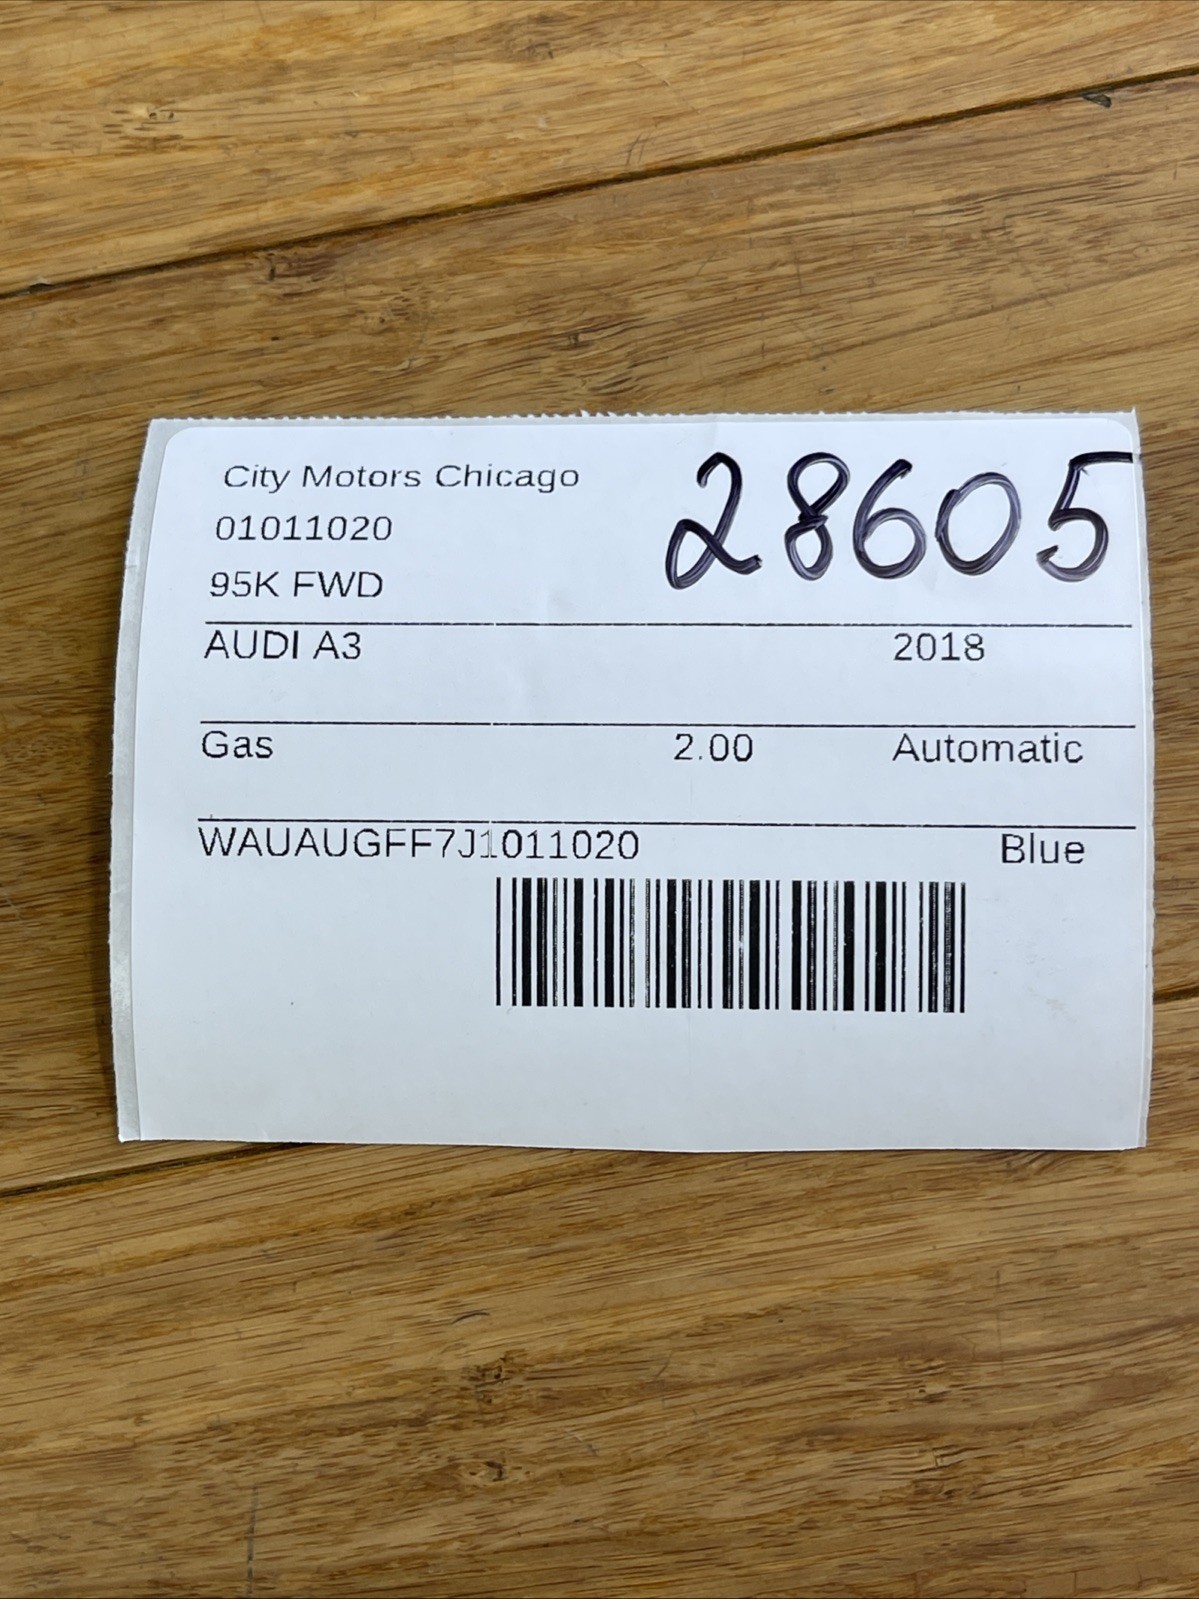 City Motors Chicago
28605
01011020
95K FWD
AUDI A3 2018
Gas 2.00 Automatic
WAUAUGFF7J1011020 Blue